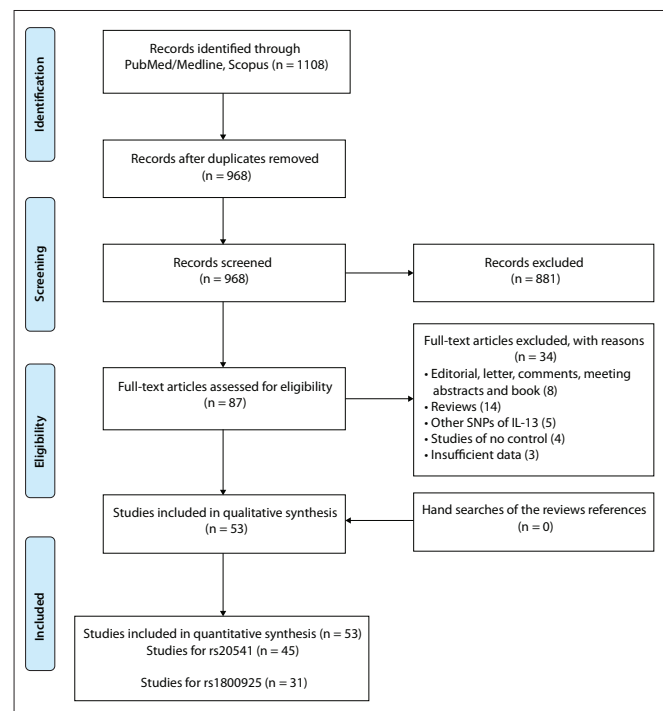 Identification
Records identified through
PubMed/Medline, Scopus (n = 1108)
Records after duplicates removed
(n = 968)
Screening
Records screened
(n = 968)
Records excluded
(n = 881)
Eligibility
Full-text articles assessed for eligibility
(n = 87)
Full-text articles excluded, with reasons
(n = 34)
• Editorial, letter, comments, meeting
abstracts and book (8)
• Reviews (14)
• Other SNPs of IL-13 (5)
• Studies of no control (4)
• Insufficient data (3)
Studies included in qualitative synthesis
(n = 53)
Hand searches of the reviews references
(n = 0)
Included
Studies included in quantitative synthesis (n = 53)
Studies for rs20541 (n = 45)
Studies for rs1800925 (n = 31)